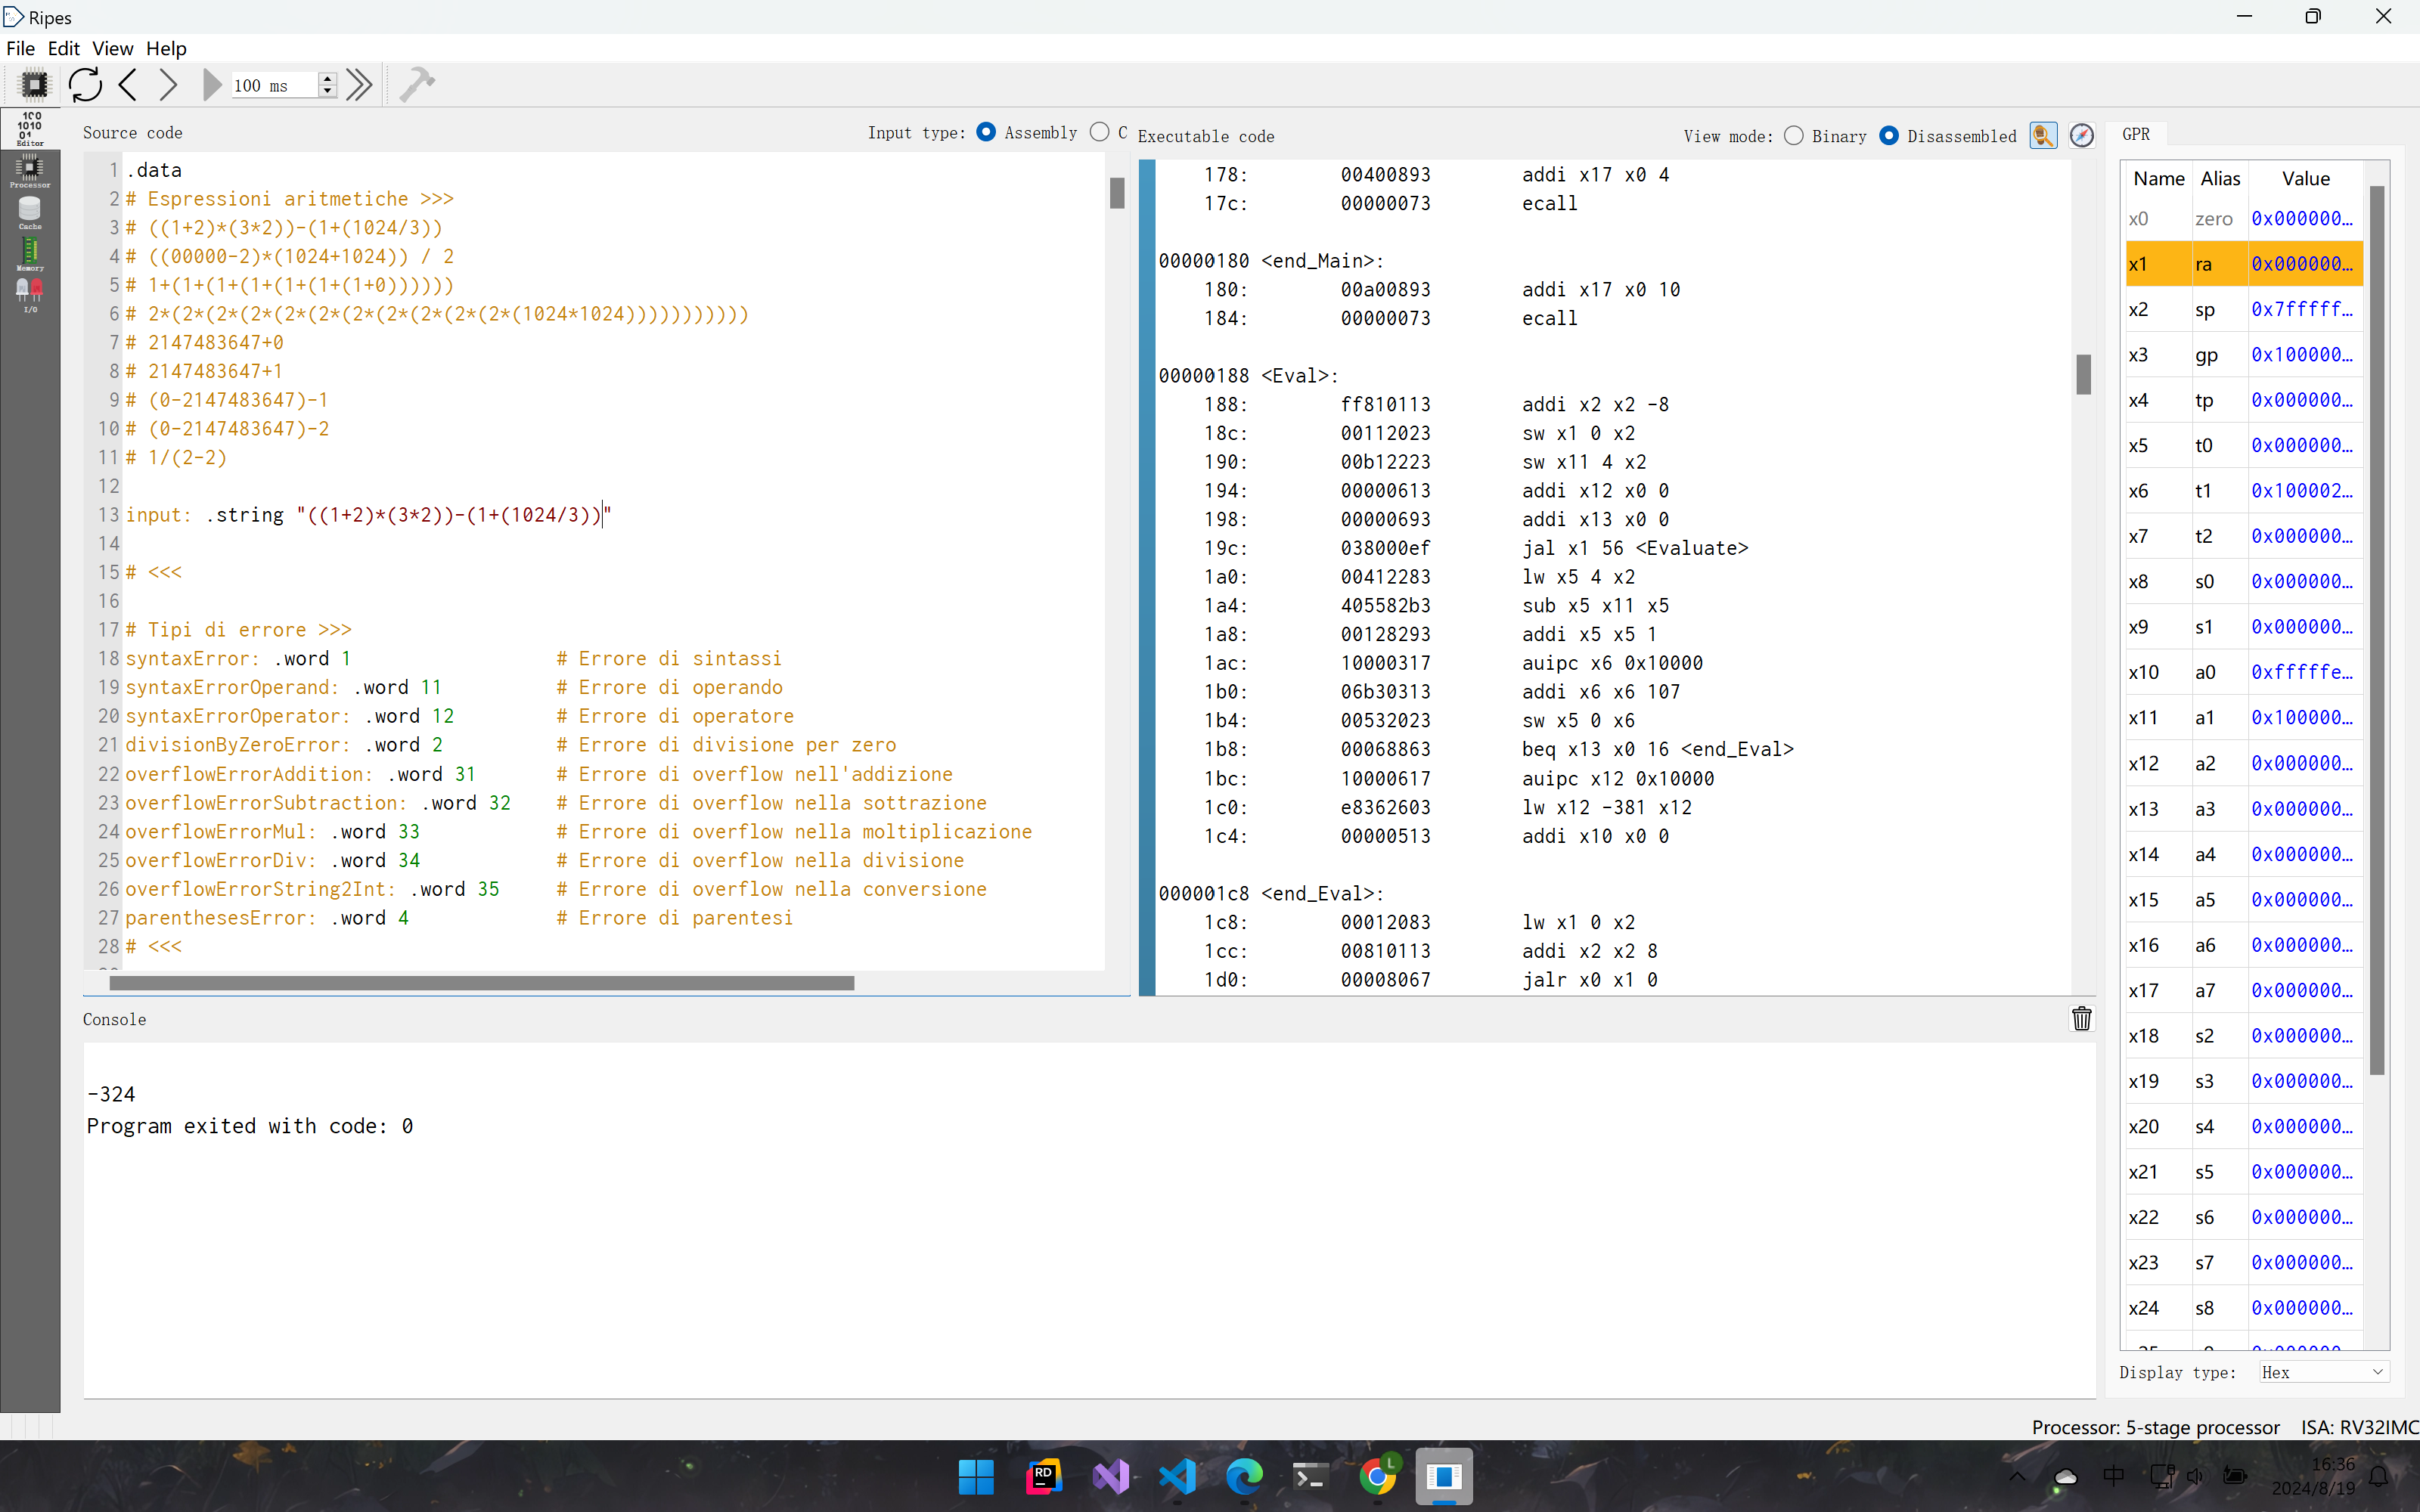 Ripes
File Edit View Help
100 ms
Editor
Processor
Cache
Memory
I/O
Source code
Input type: Assembly C
1 .data
2 # Espressioni aritmetiche >>>
3 # ((1+2)*(3*2))-(1+(1024/3))
4 # ((00000-2)*(1024+1024)) / 2
5 # 1+(1+(1+(1+(1+(1+(1+0))))))
6 # 2*(2*(2*(2*(2*(2*(2*(2*(2*(2*(2*(1024*1024)))))))))))
7 # 2147483647+0
8 # 2147483647+1
9 # (0-2147483647)-1
10 # (0-2147483647)-2
11 # 1/(2-2)
12
13 input: .string "((1+2)*(3*2))-(1+(1024/3))"
14
15 # <<<
16
17 # Tipi di errore >>>
18 syntaxError: .word 1 # Errore di sintassi
19 syntaxErrorOperand: .word 11 # Errore di operando
20 syntaxErrorOperator: .word 12 # Errore di operatore
21 divisionByZeroError: .word 2 # Errore di divisione per zero
22 overflowErrorAddition: .word 31 # Errore di overflow nell'addizione
23 overflowErrorSubtraction: .word 32 # Errore di overflow nella sottrazione
24 overflowErrorMul: .word 33 # Errore di overflow nella moltiplicazione
25 overflowErrorDiv: .word 34 # Errore di overflow nella divisione
26 overflowErrorString2Int: .word 35 # Errore di overflow nella conversione
27 parenthesesError: .word 4 # Errore di parentesi
28 # <<<
Executable code
View mode: Binary Disassembled
178: 00400893 addi x17 x0 4
17c: 00000073 ecall
00000180 <end_Main>:
180: 00a00893 addi x17 x0 10
184: 00000073 ecall
00000188 <Eval>:
188: ff810113 addi x2 x2 -8
18c: 00112023 sw x1 0 x2
190: 00b12223 sw x11 4 x2
194: 00000613 addi x12 x0 0
198: 00000693 addi x13 x0 0
19c: 038000ef jal x1 56 <Evaluate>
1a0: 00412283 lw x5 4 x2
1a4: 405582b3 sub x5 x11 x5
1a8: 00128293 addi x5 x5 1
1ac: 10000317 auipc x6 0x10000
1b0: 06b30313 addi x6 x6 107
1b4: 00532023 sw x5 0 x6
1b8: 00068863 beq x13 x0 16 <end_Eval>
1bc: 10000617 auipc x12 0x10000
1c0: e8362603 lw x12 -381 x12
1c4: 00000513 addi x10 x0 0
000001c8 <end_Eval>:
1c8: 00012083 lw x1 0 x2
1cc: 00810113 addi x2 x2 8
1d0: 00008067 jalr x0 x1 0
GPR
Name Alias Value
x0 zero 0x000000...
x1 ra 0x000000...
x2 sp 0x7fffff...
x3 gp 0x100000...
x4 tp 0x000000...
x5 t0 0x000000...
x6 t1 0x100002...
x7 t2 0x000000...
x8 s0 0x000000...
x9 s1 0x000000...
x10 a0 0xfffffe...
x11 a1 0x100000...
x12 a2 0x000000...
x13 a3 0x000000...
x14 a4 0x000000...
x15 a5 0x000000...
x16 a6 0x000000...
x17 a7 0x000000...
x18 s2 0x000000...
x19 s3 0x000000...
x20 s4 0x000000...
x21 s5 0x000000...
x22 s6 0x000000...
x23 s7 0x000000...
x24 s8 0x000000...
Display type: Hex
Console
-324
Program exited with code: 0
Processor: 5-stage processor ISA: RV32IMC
RD
L
中
16:36
2024/8/19